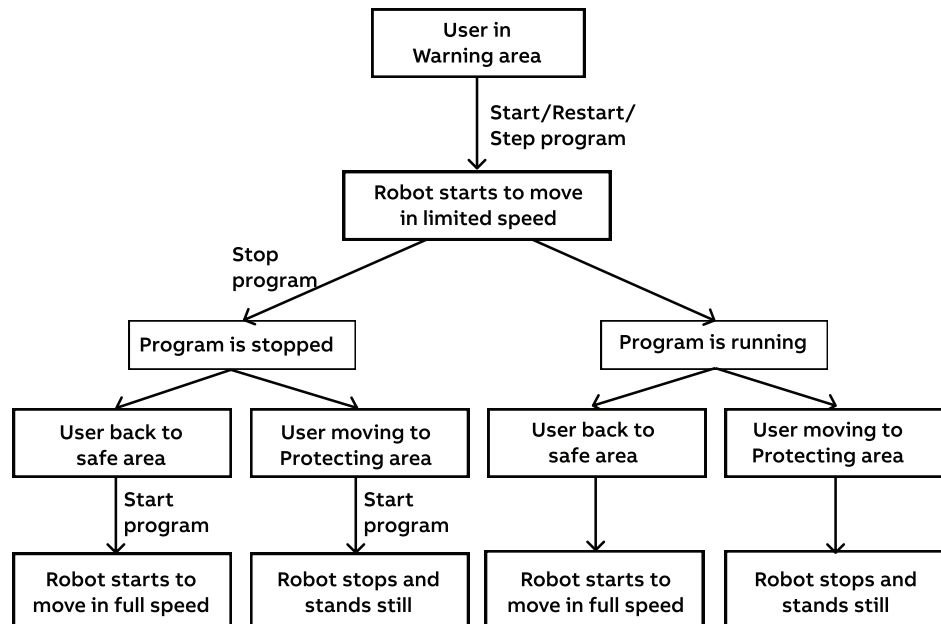 User in
Warning area
Start/Restart/
Step program
Robot starts to move
in limited speed
Stop
program
Program is stopped
Program is running
User back to
safe area
User moving to
Protecting area
User back to
safe area
User moving to
Protecting area
Start
program
Start
program
Robot starts to
move in full speed
Robot stops and
stands still
Robot starts to
move in full speed
Robot stops and
stands still